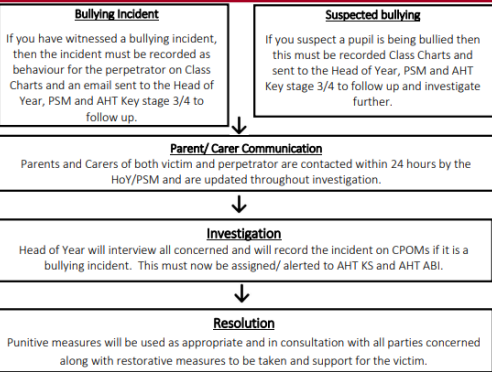 Bullying Incident
If you have witnessed a bullying incident,
then the incident must be recorded as
behaviour for the perpetrator on Class
Charts and an email sent to the Head of
Year, PSM and AHT Key stage 3/4 to
follow up.
Suspected bullying
If you suspect a pupil is being bullied then
this must be recorded Class Charts and
sent to the Head of Year, PSM and AHT
Key stage 3/4 to follow up and investigate
further.
Parent/ Carer Communication
Parents and Carers of both victim and perpetrator are contacted within 24 hours by the
HoY/PSM and are updated throughout investigation.
Investigation
Head of Year will interview all concerned and will record the incident on CPOMs if it is a
bullying incident. This must now be assigned/ alerted to AHT KS and AHT ABI.
Resolution
Punitive measures will be used as appropriate and in consultation with all parties concerned
along with restorative measures to be taken and support for the victim.